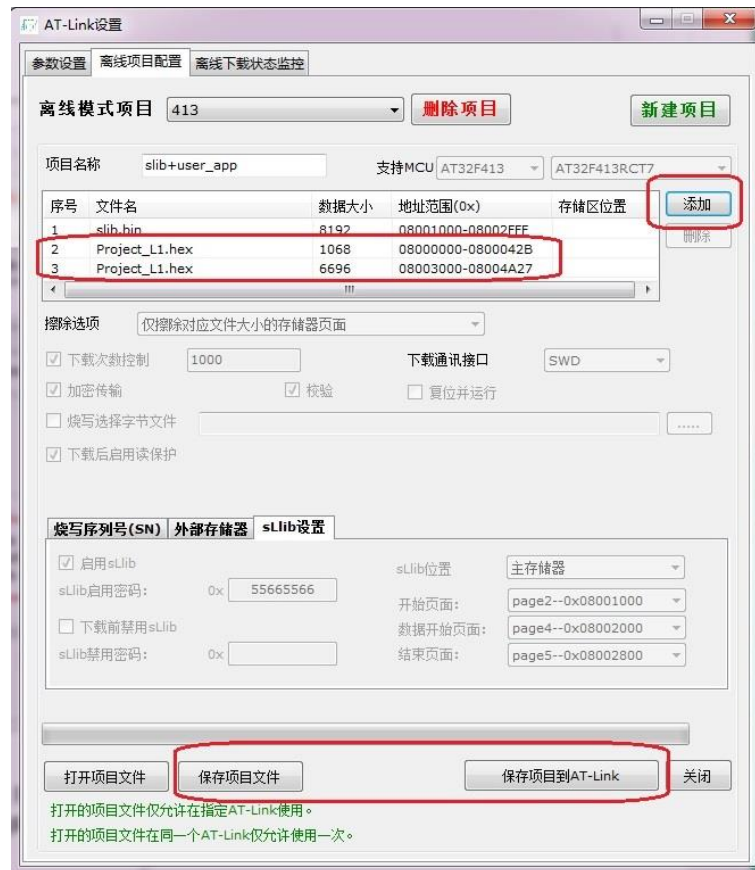 AT-Link设置
参数设置 离线项目配置 离线下载状态监控
离线模式项目 413 删除项目 新建项目
项目名称 slib+user_app 支持MCU AT32F413 AT32F413RCT7
序号 文件名 数据大小 地址范围(0x) 存储区位置 添加
1 slib.bin 8192 08001000-08002FFF 删除
2 Project_L1.hex 1068 08000000-0800042B
3 Project_L1.hex 6696 08003000-08004A27
擦除选项 仅擦除对应文件大小的存储器页面
下载次数控制 1000 下载通讯接口 SWD
加密传输 校验 复位并运行
烧写选择字节文件 .....
下载后启用读保护
烧写序列号(SN) 外部存储器 sLlib设置
启用sLlib sLlib位置 主存储器
sLlib启用密码: 0x 55665566 开始页面: page2--0x08001000
下载前禁用sLlib 数据开始页面: page4--0x08002000
sLlib禁用密码: 0x 结束页面: page5--0x08002800
打开项目文件 保存项目文件 保存项目到AT-Link 关闭
打开的项目文件仅允许在指定AT-Link使用。
打开的项目文件在同一个AT-Link仅允许使用一次。